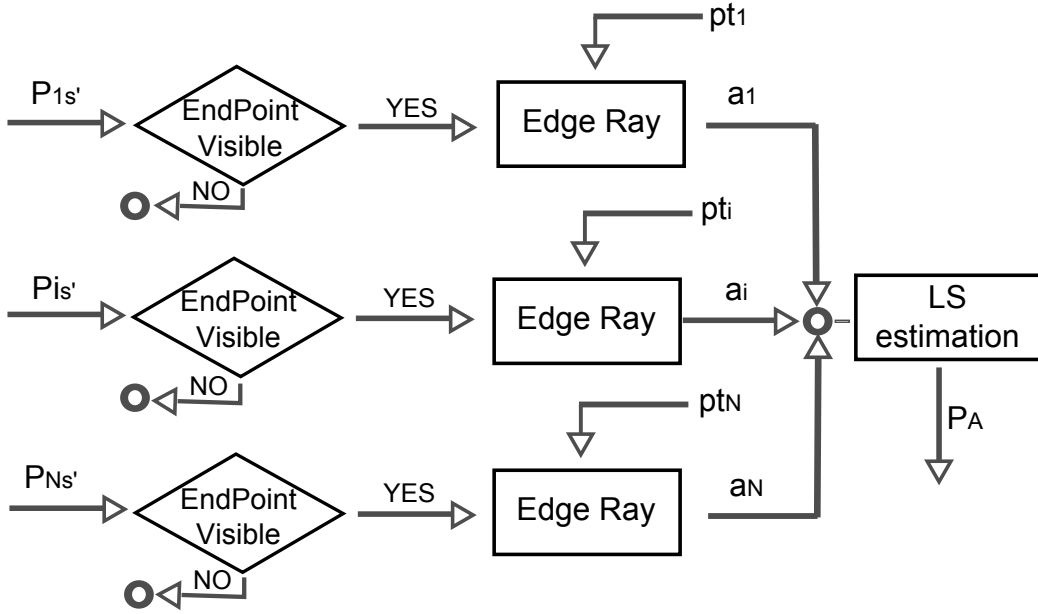 pt1
P1s'
EndPoint
Visible
YES
Edge Ray
a1
NO
pti
Pis'
EndPoint
Visible
YES
Edge Ray
ai
LS
estimation
NO
ptN
PA
PNs'
EndPoint
Visible
YES
Edge Ray
aN
NO